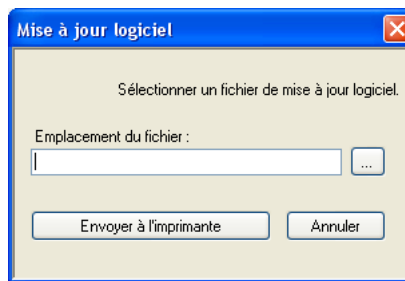 Mise à jour logiciel
Sélectionner un fichier de mise à jour logiciel.
Emplacement du fichier :
...
Envoyer à l'imprimante
Annuler